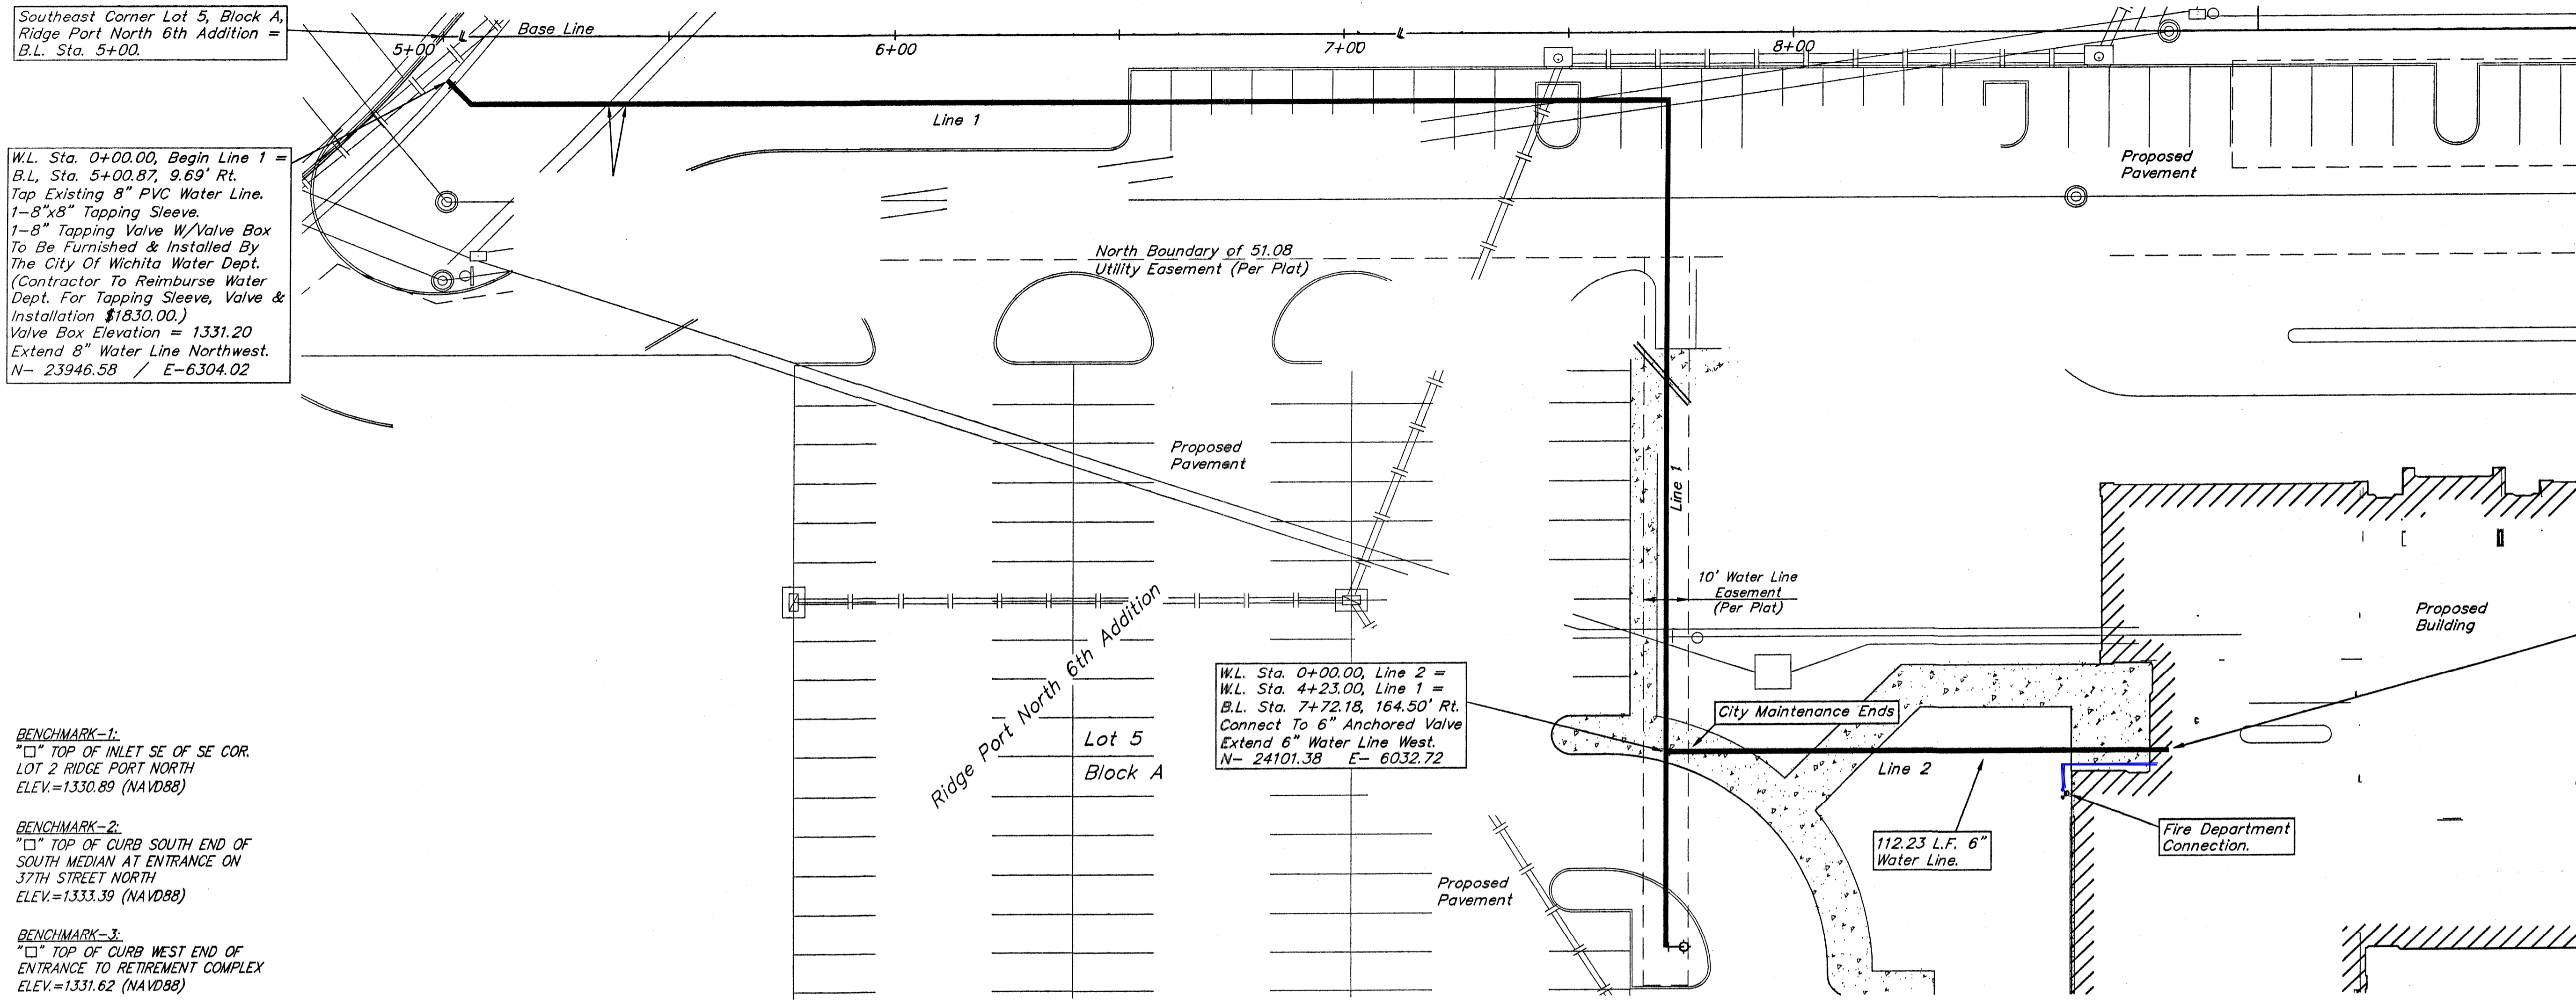 Southeast Corner Lot 5, Block A,
Ridge Port North 6th Addition =
B.L. Sta. 5+00.
Base Line
5+00
6+00
7+00
8+00
W.L. Sta. 0+00.00, Begin Line 1 =
B.L, Sta. 5+00.87, 9.69' Rt.
Tap Existing 8" PVC Water Line.
1-8"x8" Tapping Sleeve.
1-8" Tapping Valve W/Valve Box
To Be Furnished & Installed By
The City Of Wichita Water Dept.
(Contractor To Reimburse Water
Dept. For Tapping Sleeve, Valve &
Installation $1830.00.)
Valve Box Elevation = 1331.20
Extend 8" Water Line Northwest.
N- 23946.58 / E-6304.02
Line 1
Proposed
Pavement
North Boundary of 51.08
Utility Easement (Per Plat)
Proposed
Pavement
Line 1
10' Water Line
Easement
(Per Plat)
Proposed
Building
Ridge Port North 6th Addition
W.L. Sta. 0+00.00, Line 2 =
W.L. Sta. 4+23.00, Line 1 =
B.L. Sta. 7+72.18, 164.50' Rt.
Connect To 6" Anchored Valve
Extend 6" Water Line West.
N- 24101.38 E- 6032.72
City Maintenance Ends
Lot 5
Block A
Line 2
112.23 L.F. 6"
Water Line.
Fire Department
Connection.
Proposed
Pavement
BENCHMARK-1:
"□" TOP OF INLET SE OF SE COR.
LOT 2 RIDGE PORT NORTH
ELEV.=1330.89 (NAVD88)
BENCHMARK-2:
"□" TOP OF CURB SOUTH END OF
SOUTH MEDIAN AT ENTRANCE ON
37TH STREET NORTH
ELEV.=1333.39 (NAVD88)
BENCHMARK-3:
"□" TOP OF CURB WEST END OF
ENTRANCE TO RETIREMENT COMPLEX
ELEV.=1331.62 (NAVD88)